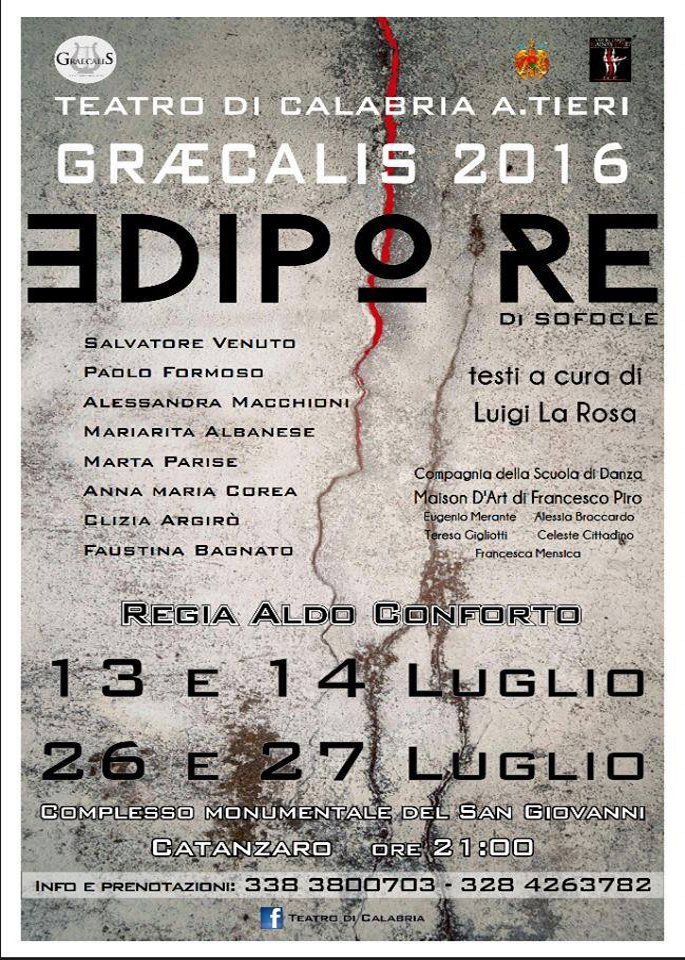 GRAECALIS
TEATRO DI CALABRIA A.TIERI
GRÆCALIS 2016
EDIPO RE
Di SOFOCLE
SALVATORE VENUTO
PAOLO FORMOSO
ALESSANDRA MACCHIONI
MARIARITA ALBANESE
MARTA PARISE
ANNA MARIA COREA
CLIZIA ARGIRÒ
FAUSTINA BAGNATO
testi a cura di
Luigi La Rosa
Compagnia della Scuola di Danza
Maison D'Art di Francesco Piro
Eugenio Merante Alessia Broccardo
Teresa Gigliotti Celeste Cittadino
Francesca Mensica
REGIA ALDO CONFORTO
13 E 14 LUGLIO
26 E 27 LUGLIO
COMPLESSO MONUMENTALE DEL SAN GIOVANNI
CATANZARO ORE 21:00
INFO E PRENOTAZIONI: 338 3800703 - 328 4263782
f TEATRO DI CALABRIA